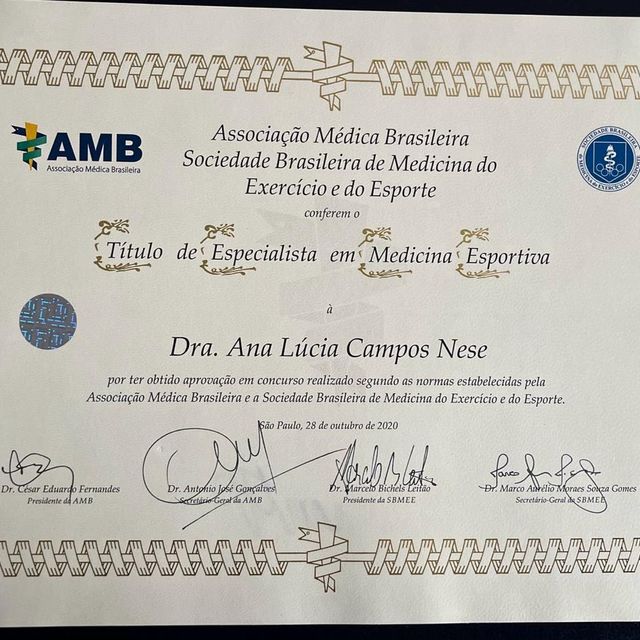 AMB
Associação Médica Brasileira
Associação Médica Brasileira
Sociedade Brasileira de Medicina do
Exercício e do Esporte
conferem o
Título de Especialista em Medicina Esportiva
à
Dra. Ana Lúcia Campos Nese
por ter obtido aprovação em concurso realizado segundo as normas estabelecidas pela
Associação Médica Brasileira e a Sociedade Brasileira de Medicina do Exercício e do Esporte.
São Paulo, 28 de outubro de 2020
Dr. César Eduardo Fernandes
Presidente da AMB
Dr. Antonio José Gonçalves
Secretário-Geral da AMB
Dr. Marcelo Bichels Leitão
Presidente da SBMEE
Dr. Marco Aurélio Moraes Souza Gomes
Secretário-Geral da SBMEE